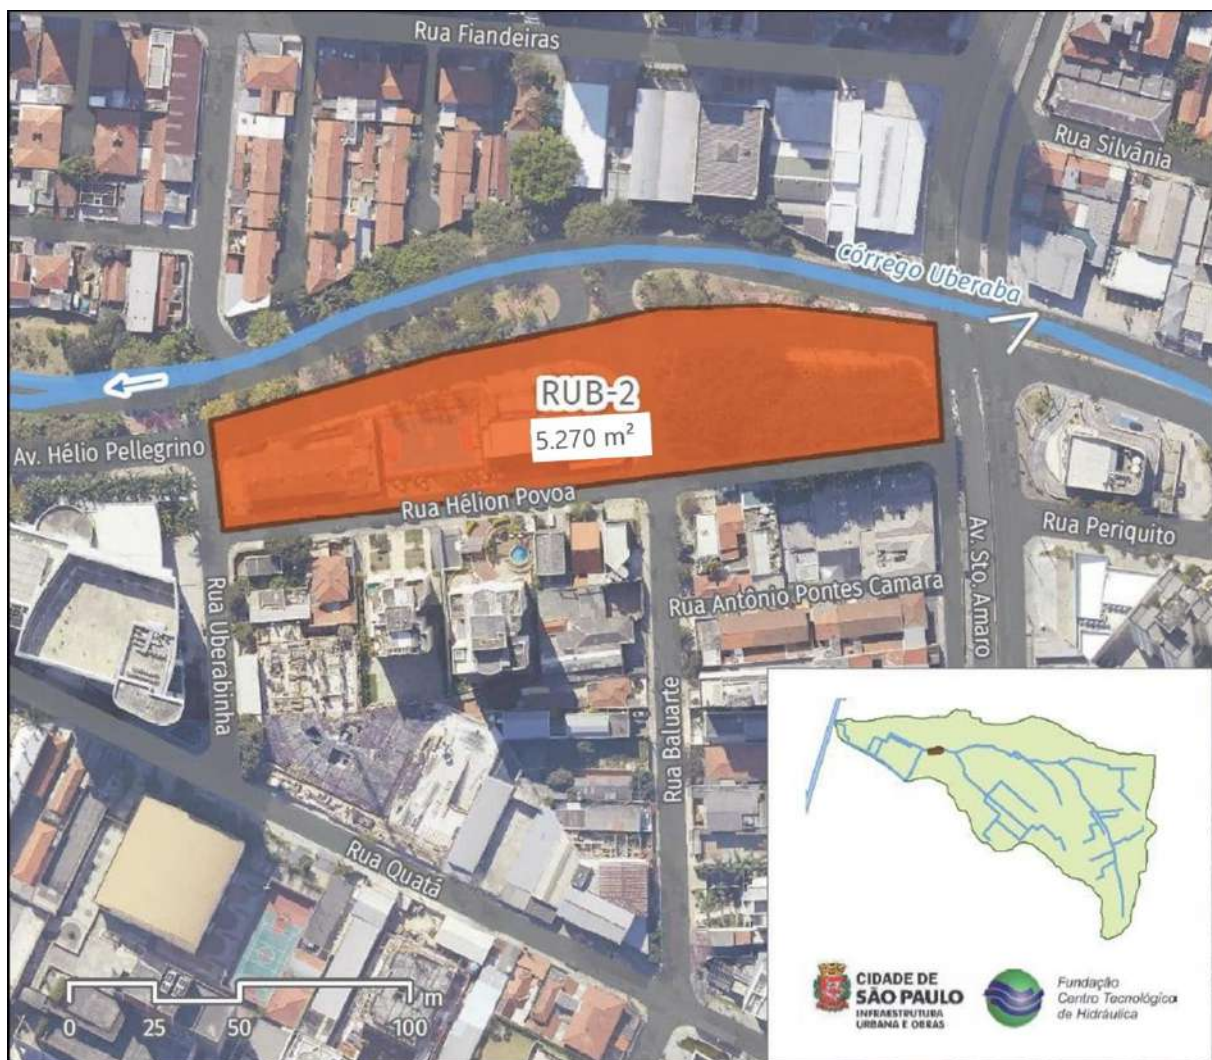 Rua Fiandeiras
Rua Silvânia
Córrego Uberaba
RUB-2
5.270 m²
Av. Hélio Pellegrino
Rua Hélion Povoa
Rua Periquito
Av. Sto. Amaro
Rua Antônio Pontes Camara
Rua Uberabinha
Rua Baluarte
Rua Quatá
0 25 50 100 m
CIDADE DE
SÃO PAULO
INFRAESTRUTURA
URBANA E OBRAS
Fundação
Centro Tecnológico
de Hidráulica